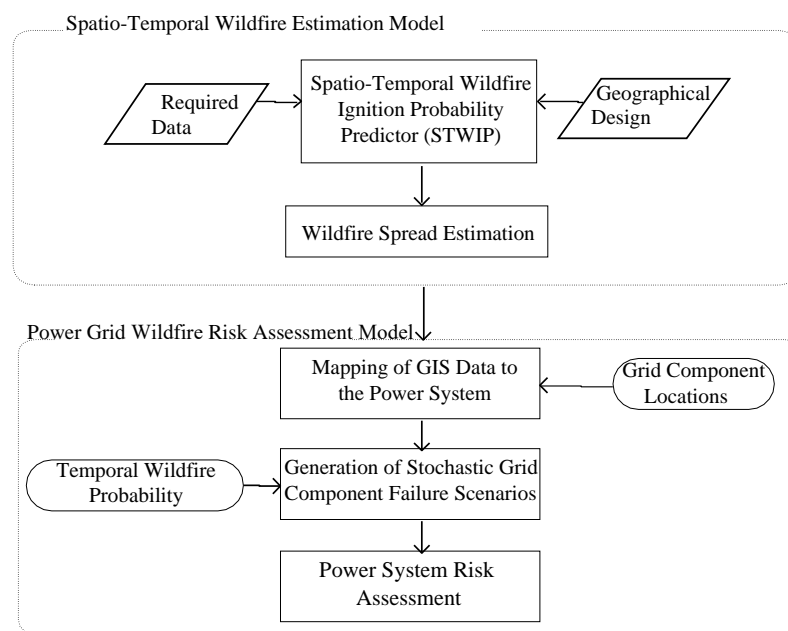 Spatio-Temporal Wildfire Estimation Model
Required
Data
Spatio-Temporal Wildfire
Ignition Probability
Predictor (STWIP)
Geographical
Design
Wildfire Spread Estimation
Power Grid Wildfire Risk Assessment Model
Mapping of GIS Data to
the Power System
Grid Component
Locations
Temporal Wildfire
Probability
Generation of Stochastic Grid
Component Failure Scenarios
Power System Risk
Assessment